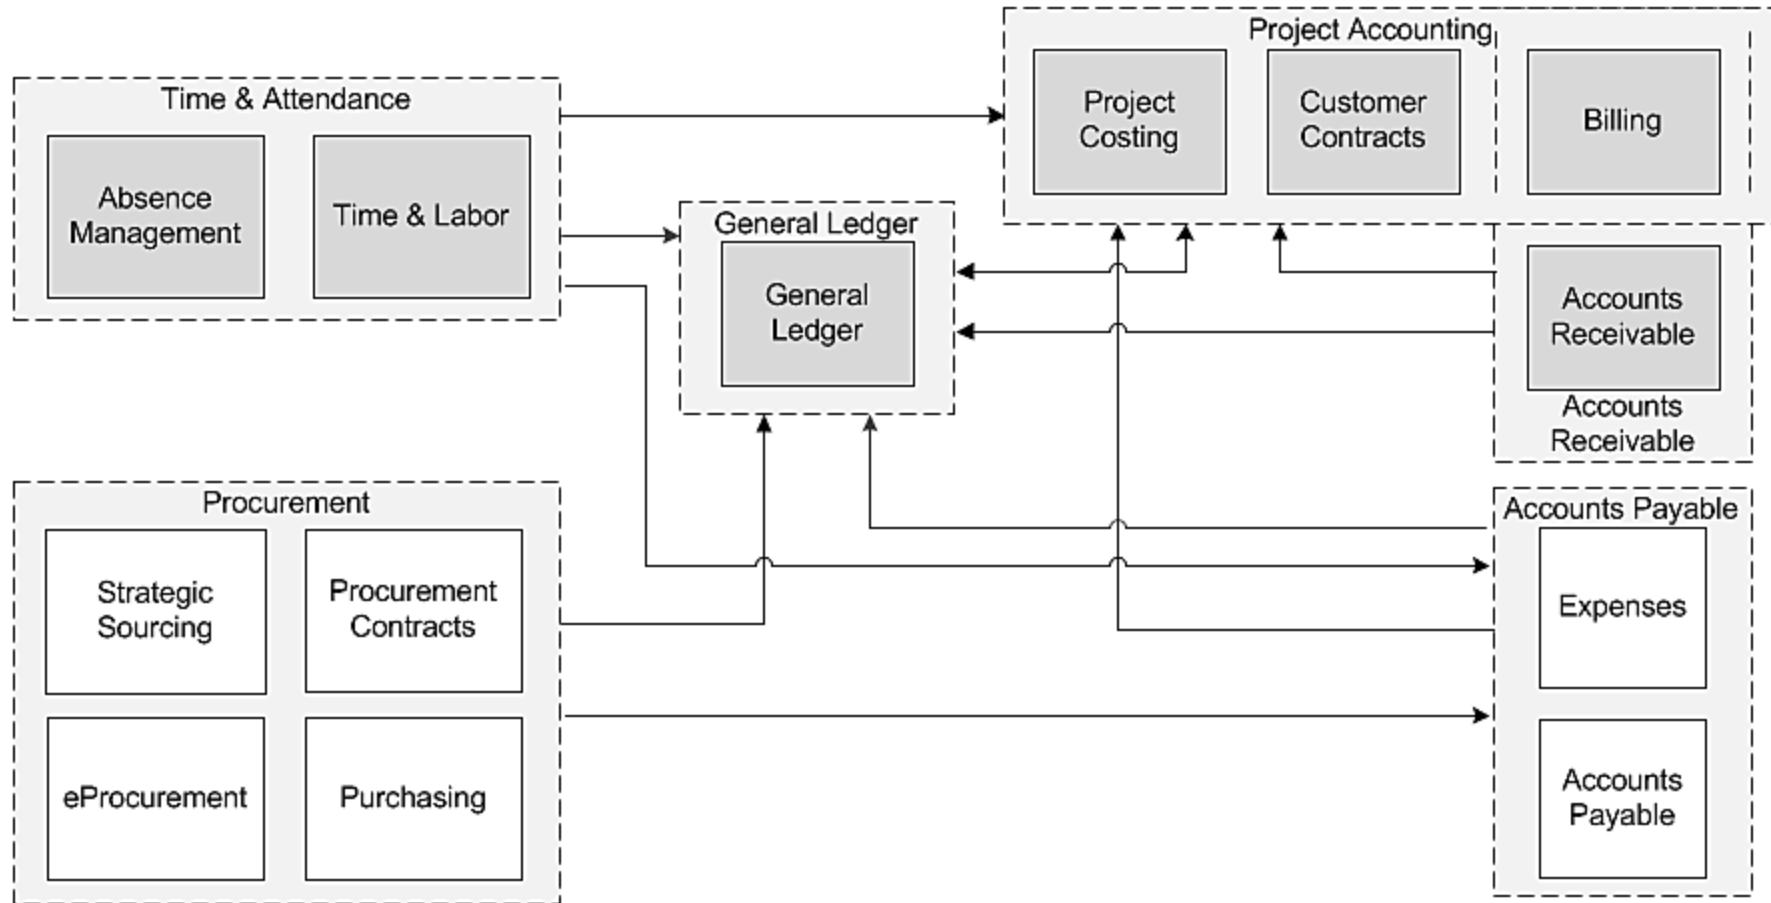 Project Accounting
Project
Costing
Customer
Contracts
Billing
Time & Attendance
Absence
Management
Time & Labor
General Ledger
General
Ledger
Accounts
Receivable
Accounts
Receivable
Procurement
Strategic
Sourcing
Procurement
Contracts
eProcurement
Purchasing
Accounts Payable
Expenses
Accounts
Payable